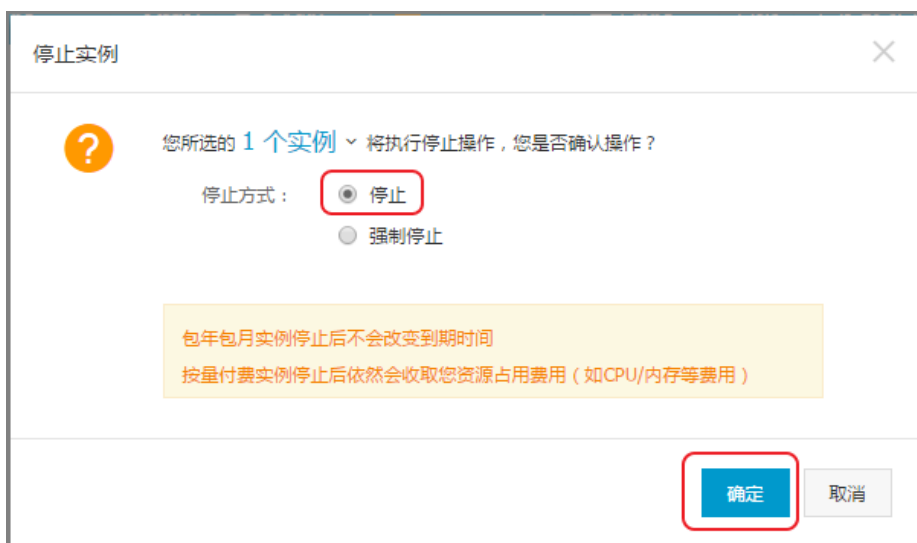 停止实例
您所选的 1 个实例 将执行停止操作，您是否确认操作？
停止方式： 停止
强制停止
包年包月实例停止后不会改变到期时间
按量付费实例停止后依然会收取您资源占用费用（如CPU/内存等费用）
确定 取消